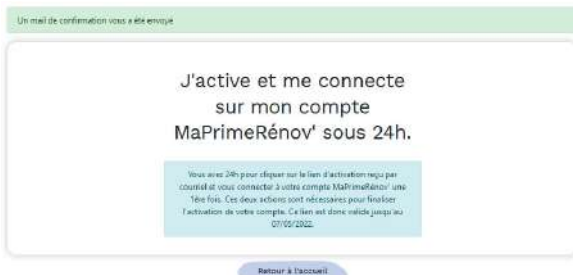 Un mail de confirmation vous a été envoyé
J'active et me connecte
sur mon compte
MaPrimeRénov' sous 24h.
Vous avez 24h pour cliquer sur le lien d'activation reçu par
courriel et vous connecter à votre compte MaPrimeRénov' une
1ère fois. Ces deux actions sont nécessaires pour finaliser
l'activation de votre compte. Ce lien est donc valide jusqu'au
07/05/2022.
Retour à l'accueil